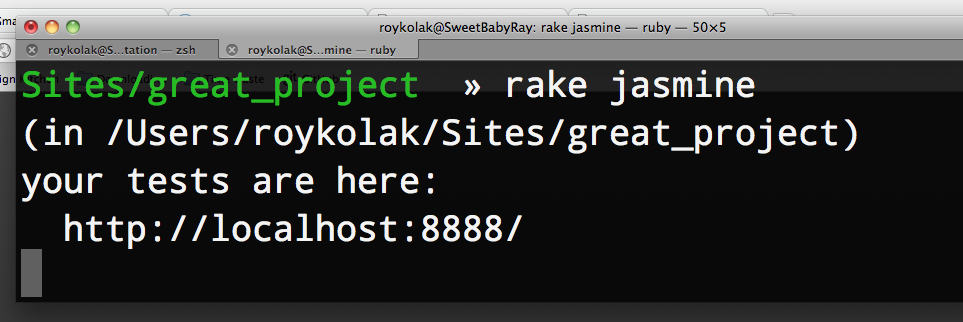 roykolak@SweetBabyRay: rake jasmine — ruby — 50×5
roykolak@S...tation — zsh
roykolak@S...mine — ruby
Sites/great_project » rake jasmine
(in /Users/roykolak/Sites/great_project)
your tests are here:
http://localhost:8888/